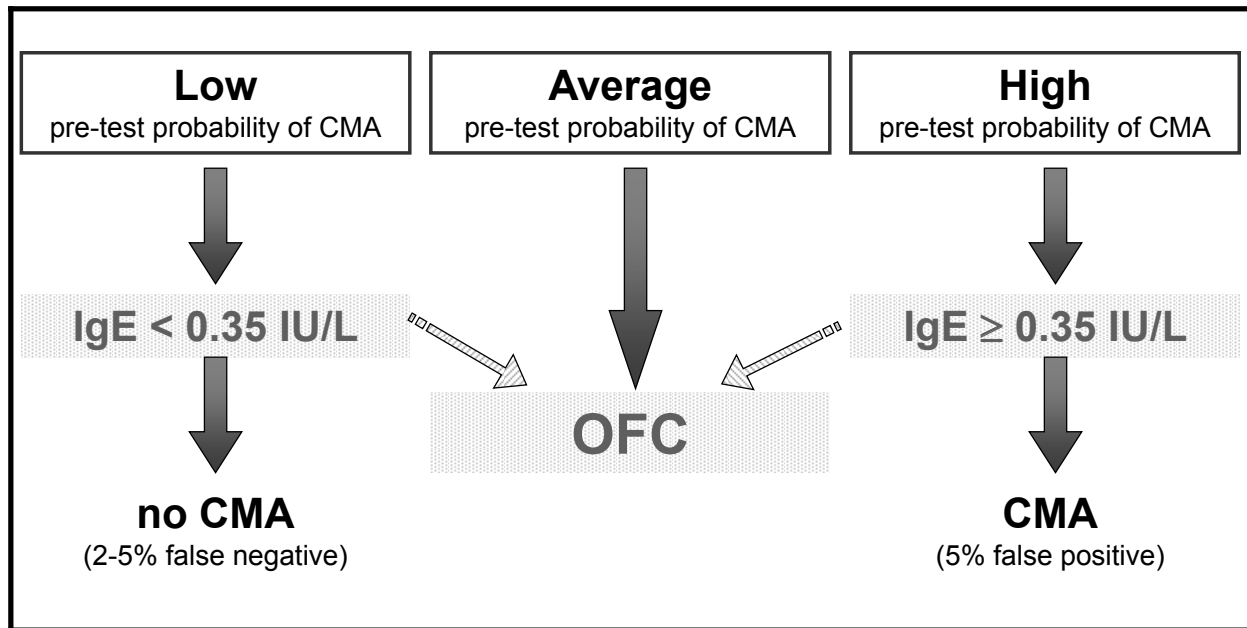 Low
pre-test probability of CMA
Average
pre-test probability of CMA
High
pre-test probability of CMA
IgE < 0.35 IU/L
IgE ≥ 0.35 IU/L
OFC
no CMA
(2-5% false negative)
CMA
(5% false positive)